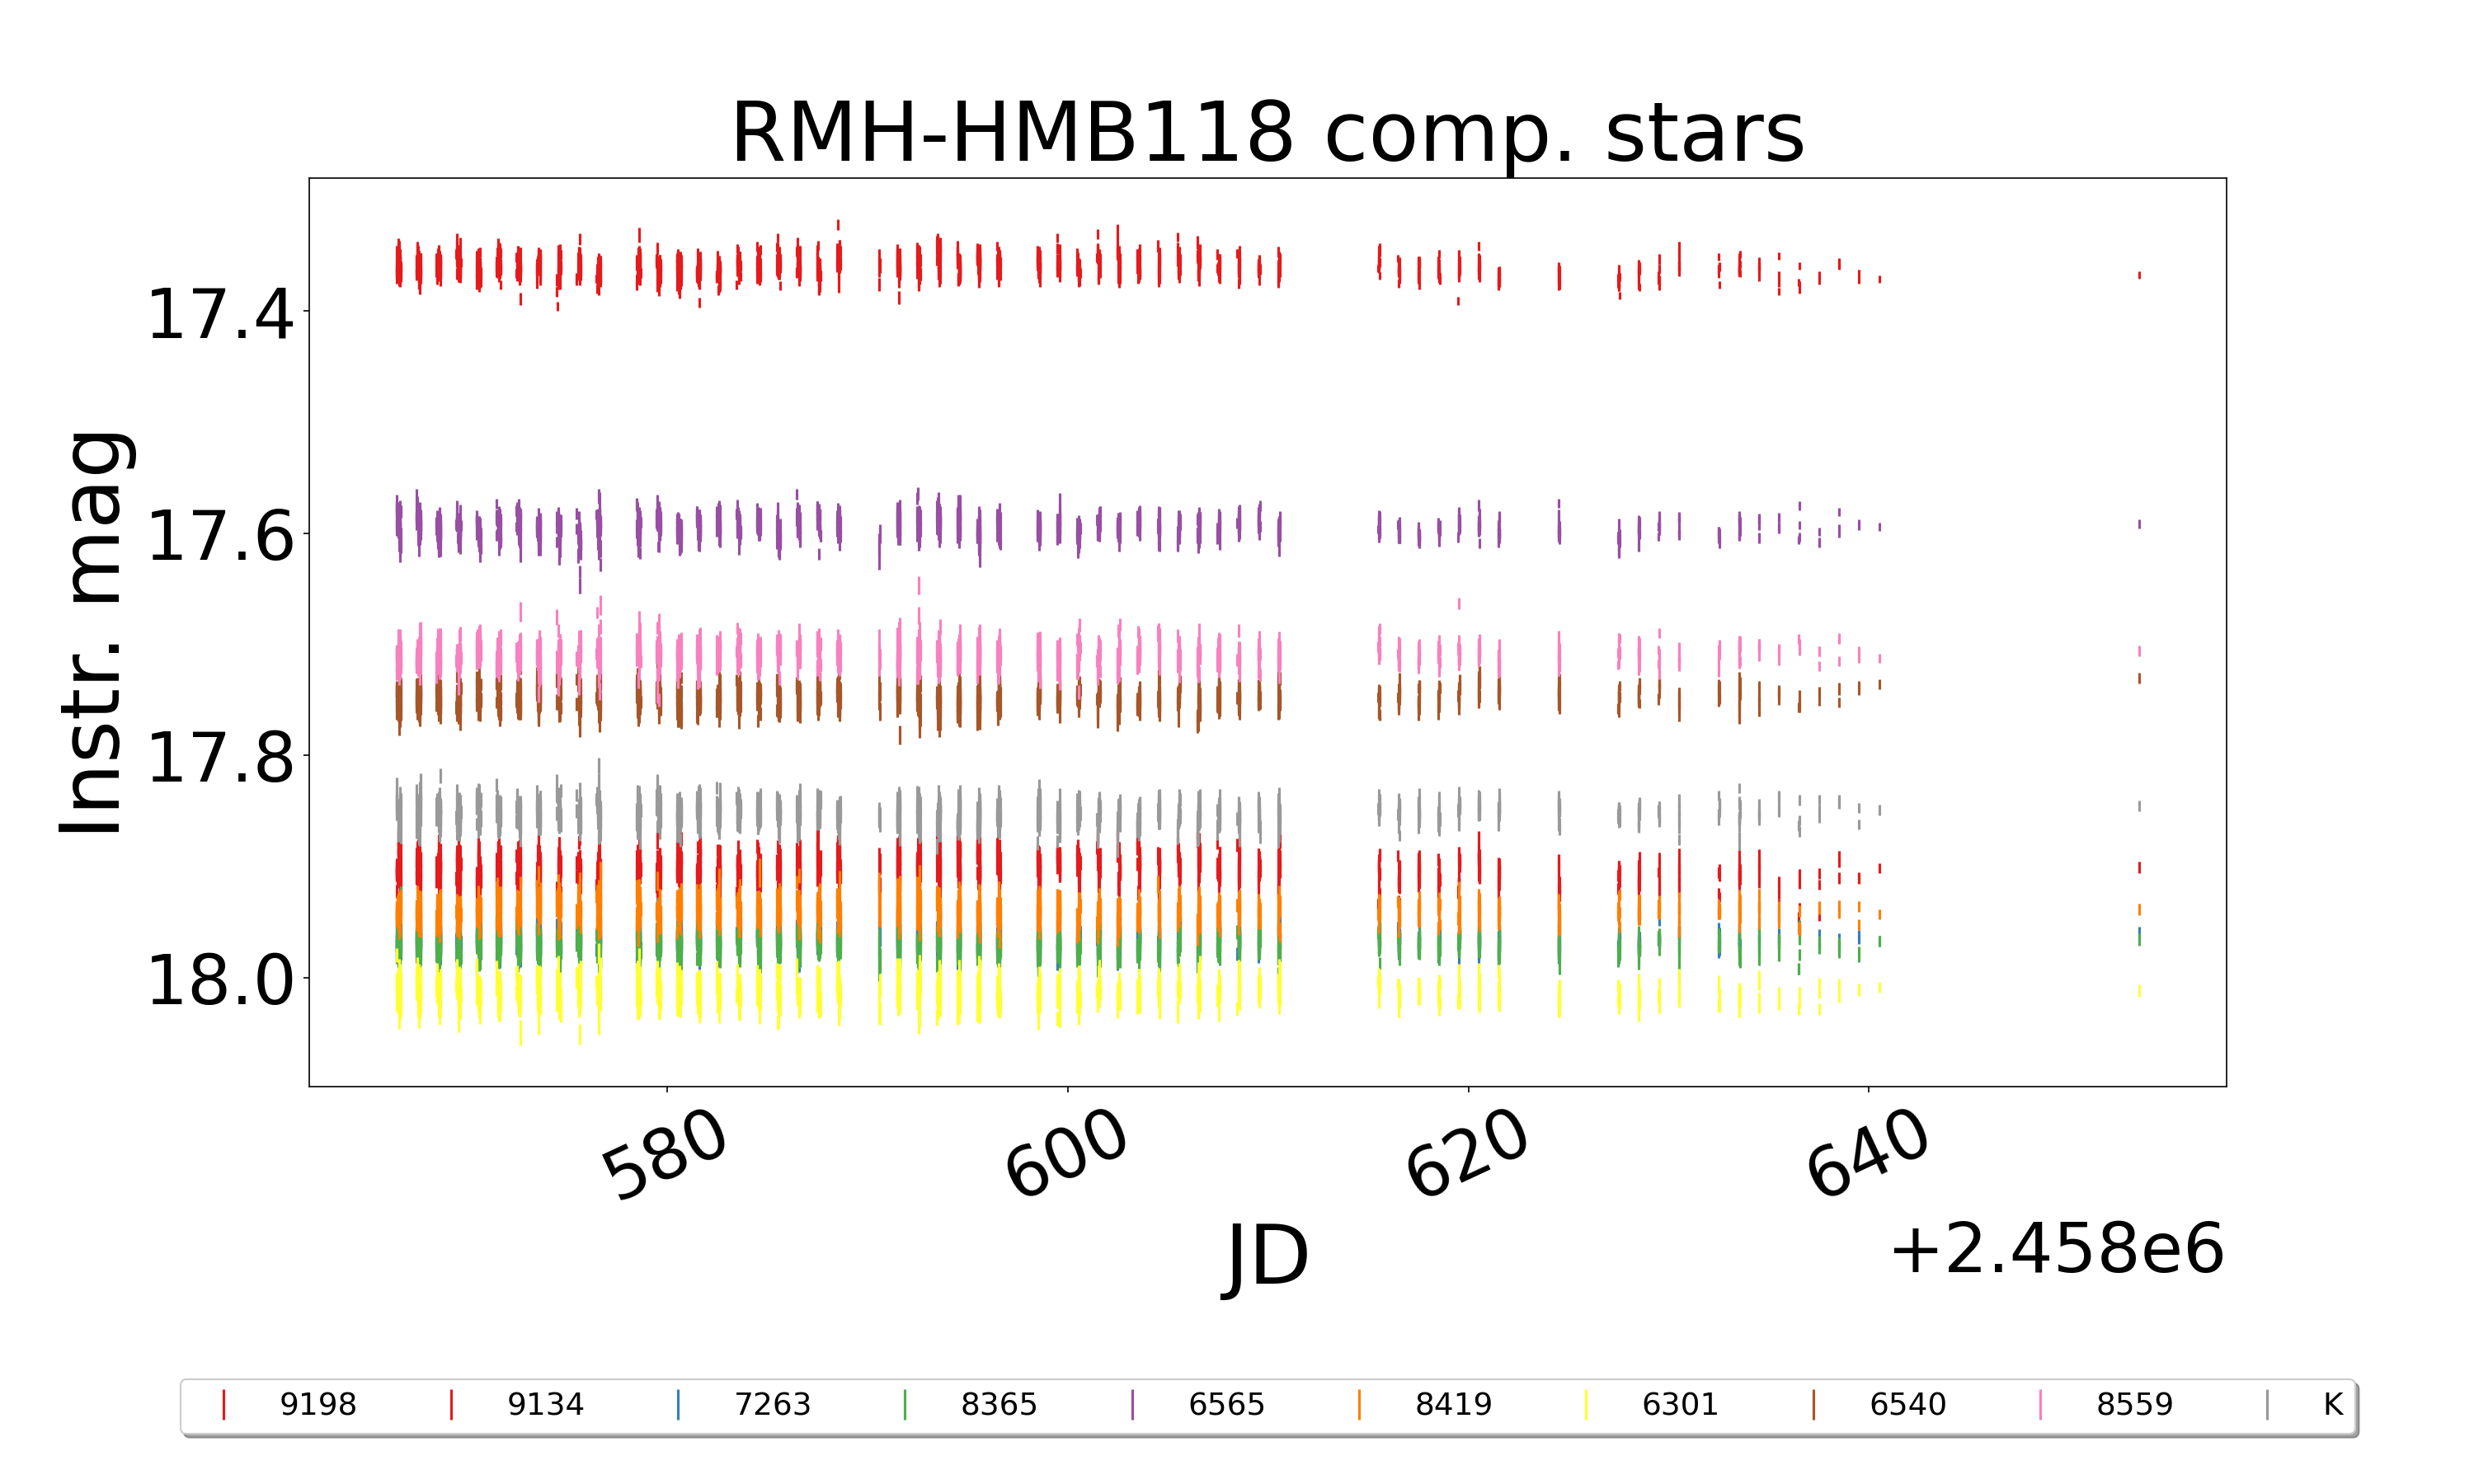 RMH-HMB118 comp. stars
Instr. mag
17.4
17.6
17.8
18.0
580 600 620 640
JD
+2.458e6
9198 9134 7263 8365 6565 8419 6301 6540 8559 K